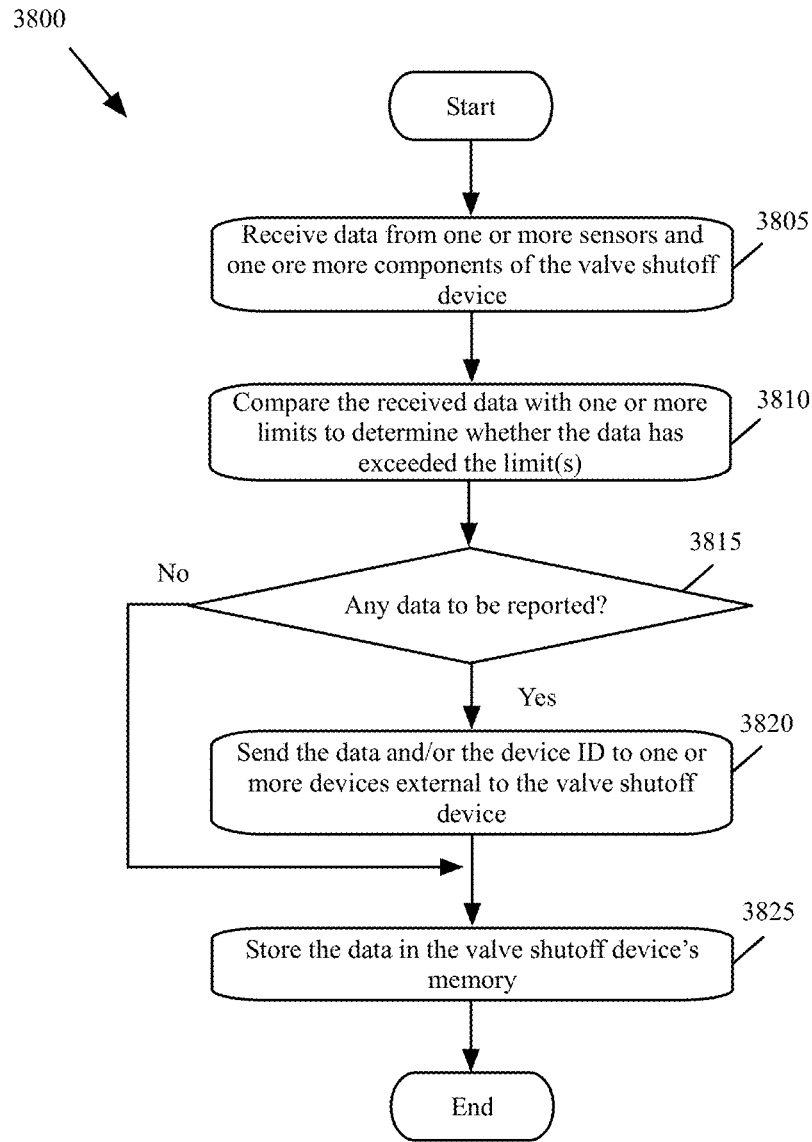 3800
Start
Receive data from one or more sensors and
one ore more components of the valve shutoff
device
3805
Compare the received data with one or more
limits to determine whether the data has
exceeded the limit(s)
3810
3815
No
Any data to be reported?
Yes
3820
Send the data and/or the device ID to one or
more devices external to the valve shutoff
device
3825
Store the data in the valve shutoff device's
memory
End